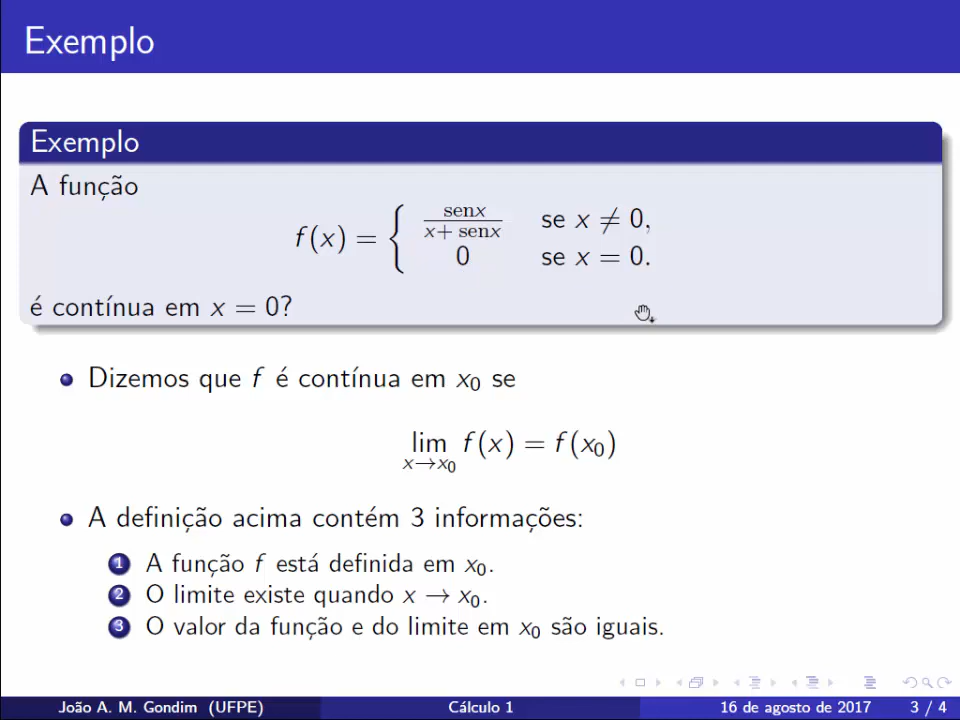 Exemplo
Exemplo
A função
f(x) = { senx / x+ senx se x ≠ 0,
0 se x = 0.
é contínua em x = 0?
Dizemos que f é contínua em x₀ se
lim x→x₀ f(x) = f(x₀)
A definição acima contém 3 informações:
1 A função f está definida em x₀.
2 O limite existe quando x → x₀.
3 O valor da função e do limite em x₀ são iguais.
João A. M. Gondim (UFPE) Cálculo 1 16 de agosto de 2017 3 / 4